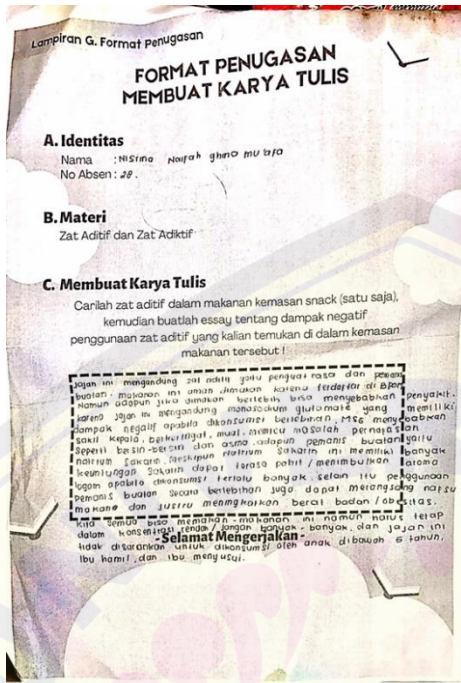 Lampiran G. Format Penugasan
FORMAT PENUGASAN
MEMBUAT KARYA TULIS
A. Identitas
Nama :
No Absen : 28.
B. Materi
Zat Aditif dan Zat Adiktif
C. Membuat Karya Tulis
Carilah zat aditif dalam makanan kemasan snack (satu saja),
kemudian buatlah essay tentang dampak negatif
penggunaan zat aditif yang kalian temukan di dalam kemasan
makanan tersebut !
Jajan ini mengandung zat aditif yaitu penguat rasa dan pemanis
buatan. makanan ini aman dimakan karena terdaftar di BPOM
Namun adapun jika dimakan berlebih bisa menyebabkan penyakit.
karena jajan ini mengandung monosodium glutamate yang memiliki
dampak negatif apabila dikonsumsi berlebihan, MSG menyebabkan
sakit kepala, berkeringat, mual, memicu masalah pernapasan
seperti bersin-bersin dan asma. adapun pemanis buatan yaitu
natrium sakarin. meskipun natrium sakarin ini memiliki banyak
keuntungan sakarin dapat terasa pahit / menimbulkan aroma
logam apabila dikonsumsi terlalu banyak. selain itu penggunaan
pemanis buatan secara berlebihan juga dapat merangsang nafsu
makan dan justru meningkatkan berat badan / obesitas.
Kita semua bisa memakan - makanan ini namun harus tetap
dalam konsentrasi rendah / jangan banyak - banyak. dan jajan ini
- Selamat Mengerjakan -
tidak disarankan untuk dikonsumsi oleh anak dibawah 5 tahun,
Ibu hamil, dan ibu menyusui.